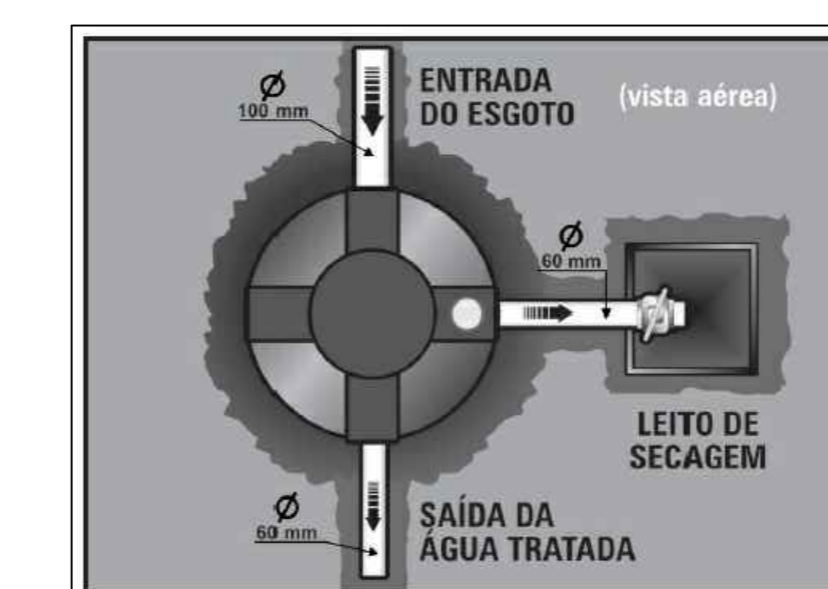 ENTRADA
DO ESGOTO
(vista aérea)
Ø
100 mm
Ø
60 mm
LEITO DE
SECAGEM
Ø
60 mm
SAÍDA DA
ÁGUA TRATADA